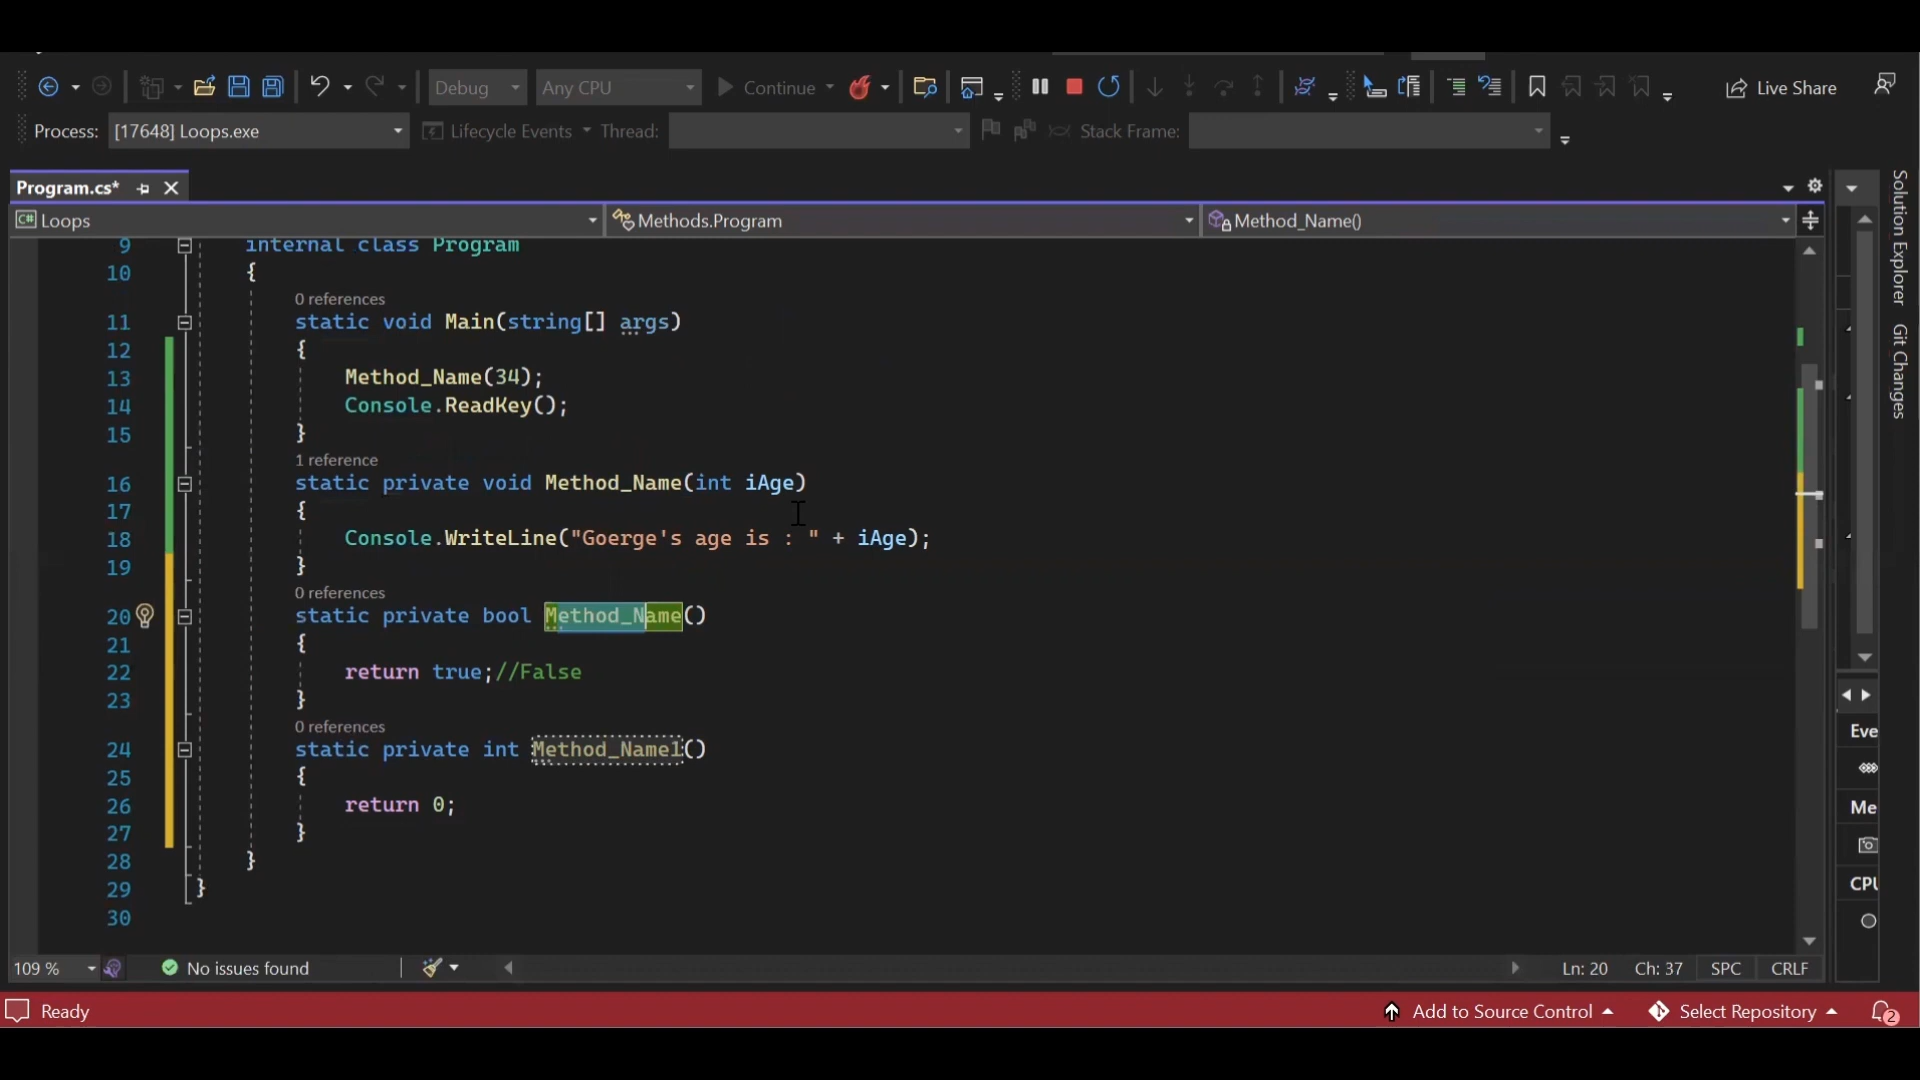 Debug Any CPU Continue Live Share
Process: [17648] Loops.exe Lifecycle Events Thread: Stack Frame:
Program.cs*
Loops Methods.Program Method_Name()
9 internal class Program
10 {
0 references
11 static void Main(string[] args)
12 {
13 Method_Name(34);
14 Console.ReadKey();
15 }
1 reference
16 static private void Method_Name(int iAge)
17 {
18 Console.WriteLine("Goerge's age is : " + iAge);
19 }
0 references
20 static private bool Method_Name()
21 {
22 return true;//False
23 }
0 references
24 static private int Method_Name1()
25 {
26 return 0;
27 }
28 }
29 }
30
Solution Explorer
Git Changes
Eve
Me
CPU
109 % No issues found Ln: 20 Ch: 37 SPC CRLF
Ready Add to Source Control Select Repository 2